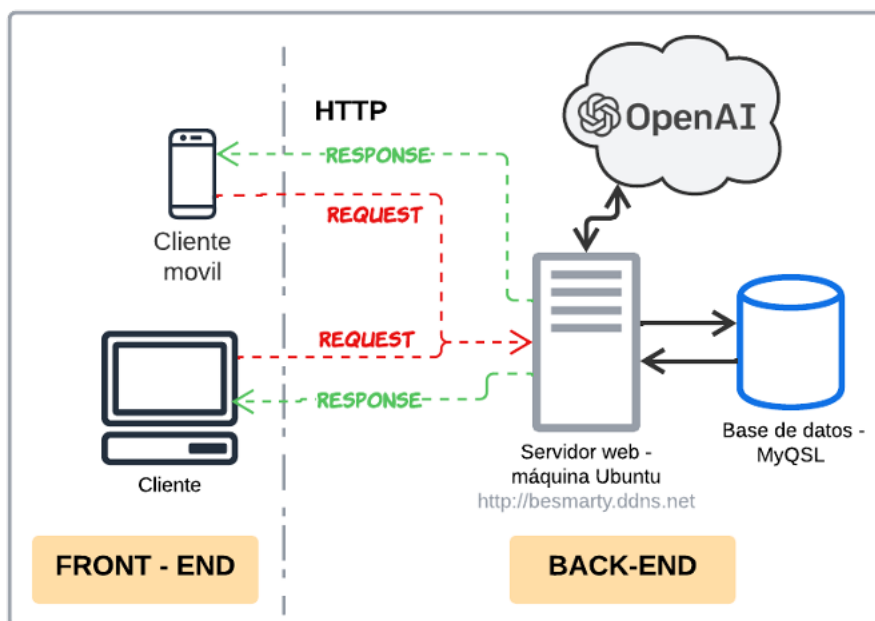 HTTP
OpenAI
RESPONSE
REQUEST
Cliente
movil
REQUEST
RESPONSE
Cliente
Servidor web -
máquina Ubuntu
http://besmarty.ddns.net
Base de datos -
MyQSL
FRONT - END
BACK-END